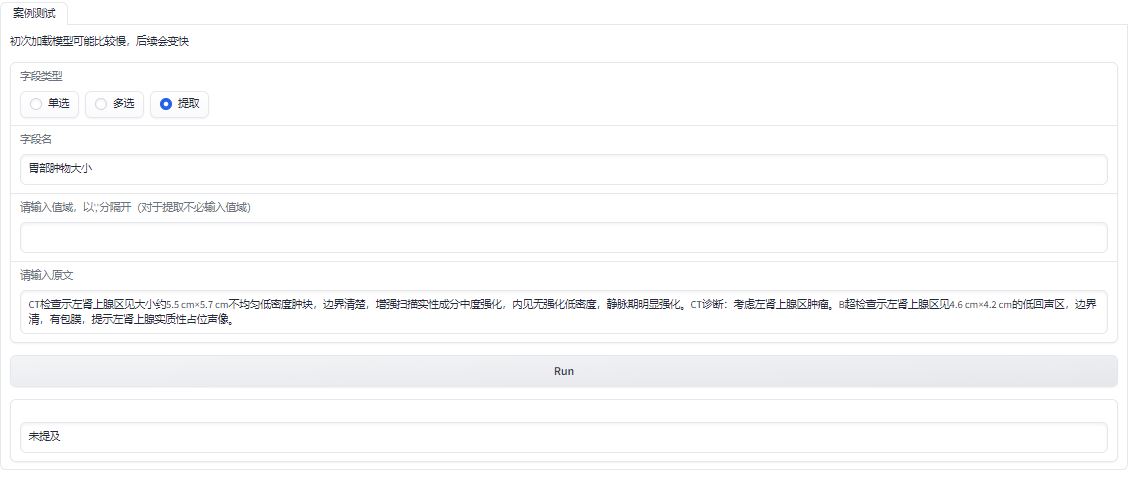 案例测试
初次加载模型可能比较慢，后续会变快
字段类型
单选
多选
提取
字段名
胃部肿物大小
请输入值域，以';'分隔开（对于提取不必输入值域）
请输入原文
CT检查示左肾上腺区见大小约5.5 cm×5.7 cm不均匀低密度肿块，边界清楚，增强扫描实性成分中度强化，内见无强化低密度，静脉期明显强化。CT诊断：考虑左肾上腺区肿瘤。B超检查示左肾上腺区见4.6 cm×4.2 cm的低回声区，边界
清，有包膜，提示左肾上腺实质性占位声像。
Run
未提及